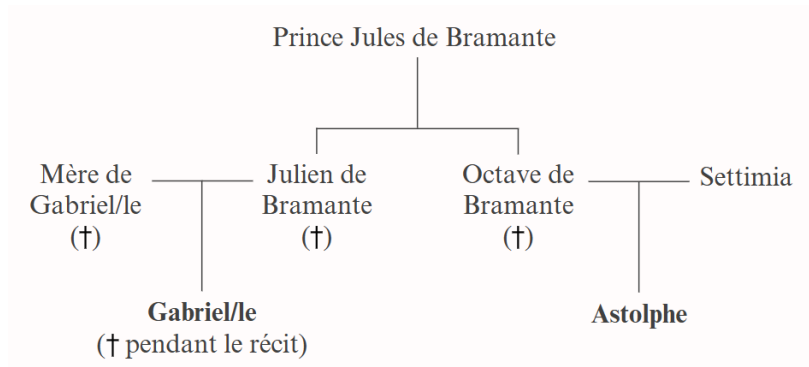 Prince Jules de Bramante
Mère de
Gabriel/le
(†)
Julien de
Bramante
(†)
Octave de
Bramante
(†)
Settimia
Gabriel/le
(† pendant le récit)
Astolphe